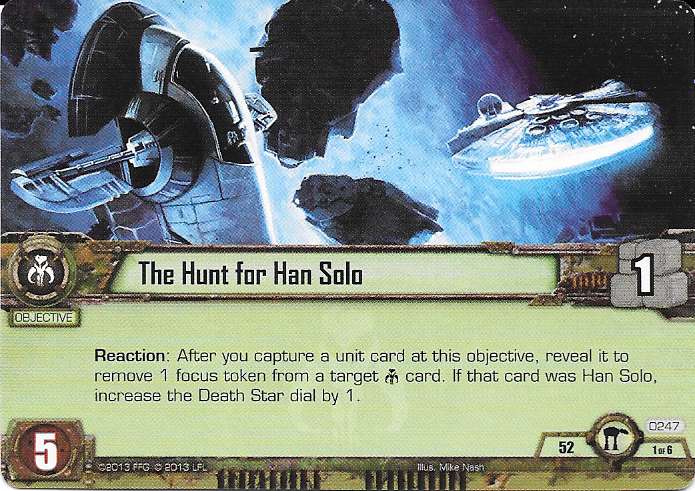 The Hunt for Han Solo
1
OBJECTIVE
Reaction: After you capture a unit card at this objective, reveal it to
remove 1 focus token from a target card. If that card was Han Solo,
increase the Death Star dial by 1.
5
©2013 FFG © 2013 LFL
Illus. Mike Nash
52
0247
1 OF 6